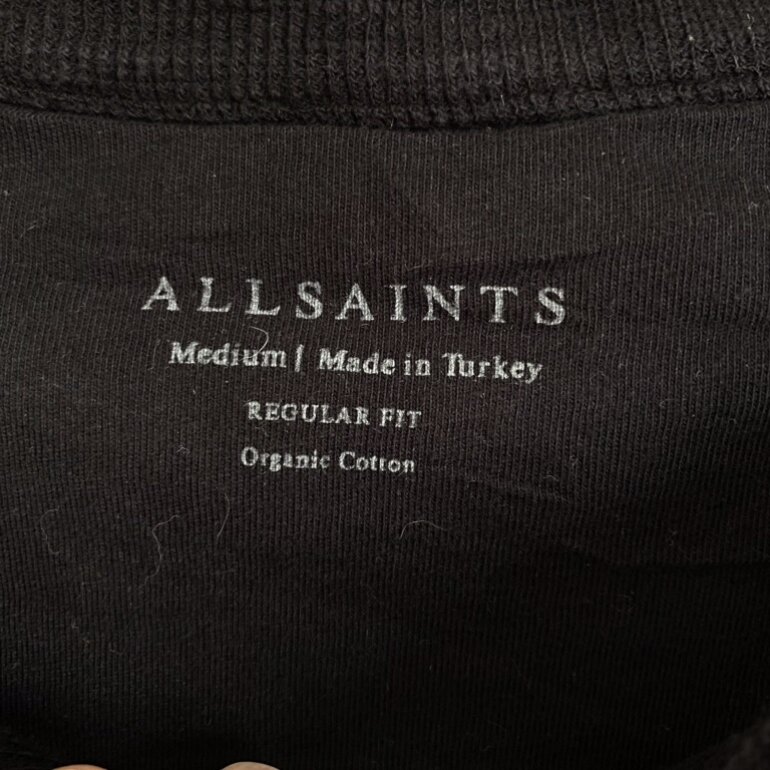 ALLSAINTS
Medium | Made in Turkey
REGULAR FIT
Organic Cotton